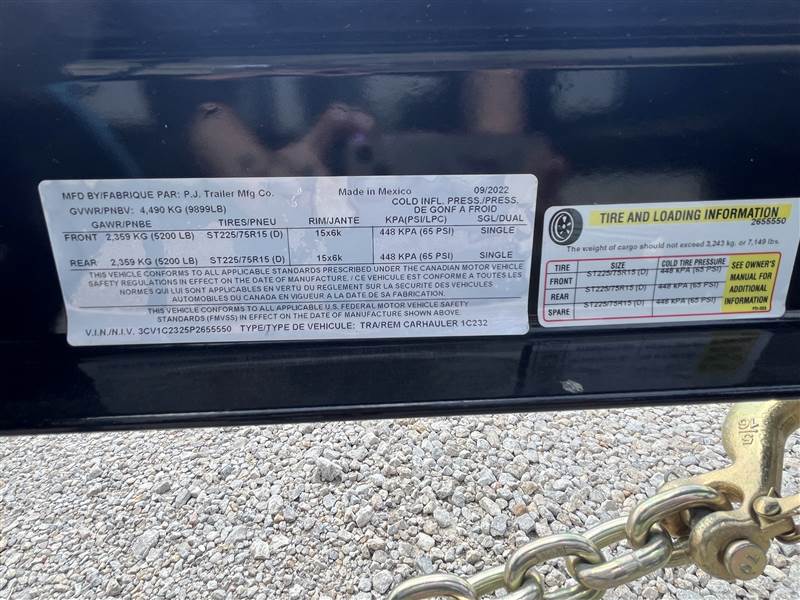 MFD BY/FABRIQUE PAR: P.J. Trailer Mfg Co. Made in Mexico 09/2022
GVWR/PNBV: 4,490 KG (9899LB) COLD INFL. PRESS./PRESS.
DE GONF A FROID
GAWR/PNBE TIRES/PNEU RIM/JANTE KPA(PSI/LPC) SGL/DUAL
FRONT 2,359 KG (5200 LB) ST225/75R15 (D) 15x6k 448 KPA (65 PSI) SINGLE
REAR 2,359 KG (5200 LB) ST225/75R15 (D) 15x6k 448 KPA (65 PSI) SINGLE
THIS VEHICLE CONFORMS TO ALL APPLICABLE STANDARDS PRESCRIBED UNDER THE CANADIAN MOTOR VEHICLE
SAFETY REGULATIONS IN EFFECT ON THE DATE OF MANUFACTURE / CE VEHICULE EST CONFORME A TOUTES LES
NORMES QUI LUI SONT APPLICABLES EN VERTU DU REGLEMENT SUR LA SECURITE DES VEHICULES
AUTOMOBILES DU CANADA EN VIGUEUR A LA DATE DE SA FABRICATION.
THIS VEHICLE CONFORMS TO ALL APPLICABLE U.S. FEDERAL MOTOR VEHICLE SAFETY
STANDARDS (FMVSS) IN EFFECT ON THE DATE OF MANUFACTURE SHOWN ABOVE.
V.I.N./N.I.V. 3CV1C2325P2655550 TYPE/TYPE DE VEHICULE: TRA/REM CARHAULER 1C232
TIRE AND LOADING INFORMATION
2655550
The weight of cargo should not exceed 3,243 kg. or 7,149 lbs.
TIRE SIZE COLD TIRE PRESSURE
FRONT ST225/75R15 (D) 448 KPA (65 PSI)
REAR ST225/75R15 (D) 448 KPA (65 PSI)
SPARE ST225/75R15 (D) 448 KPA (65 PSI)
SEE OWNER'S
MANUAL FOR
ADDITIONAL
INFORMATION